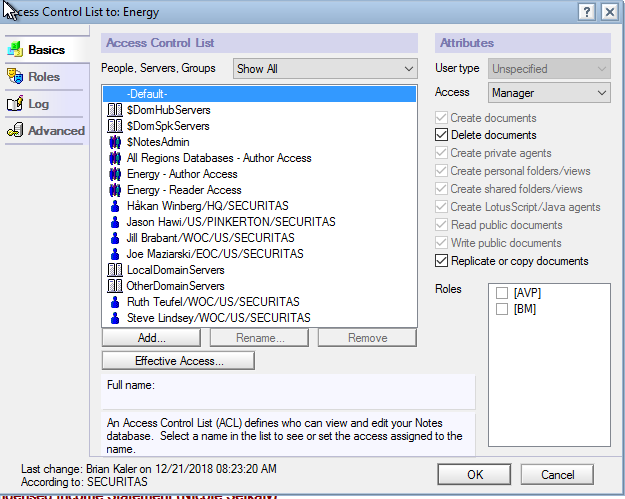 Access Control List to: Energy
?
Basics
Roles
Log
Advanced
Access Control List
People, Servers, Groups
Show All
-Default-
$DomHubServers
$DomSpkServers
$NotesAdmin
All Regions Databases - Author Access
Energy - Author Access
Energy - Reader Access
Håkan Winberg/HQ/SECURITAS
Jason Hawi/US/PINKERTON/SECURITAS
Jill Brabant/WOC/US/SECURITAS
Joe Maziarski/EOC/US/SECURITAS
LocalDomainServers
OtherDomainServers
Ruth Teufel/WOC/US/SECURITAS
Steve Lindsey/WOC/US/SECURITAS
Add...
Rename...
Remove
Effective Access...
Full name:
An Access Control List (ACL) defines who can view and edit your Notes
database. Select a name in the list to see or set the access assigned to the
name.
Attributes
User type
Unspecified
Access
Manager
Create documents
Delete documents
Create private agents
Create personal folders/views
Create shared folders/views
Create LotusScript/Java agents
Read public documents
Write public documents
Replicate or copy documents
Roles
[AVP]
[BM]
Last change: Brian Kaler on 12/21/2018 08:23:20 AM
According to: SECURITAS
OK
Cancel